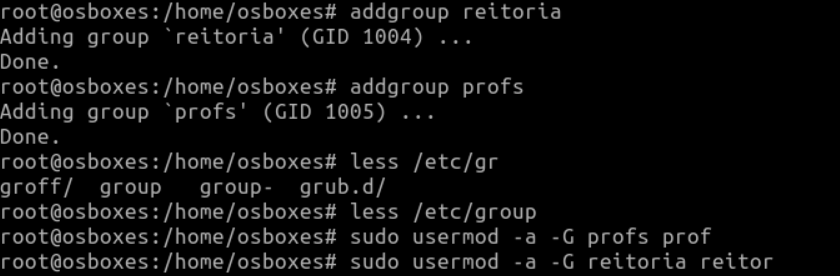 root@osboxes:/home/osboxes# addgroup reitoria
Adding group `reitoria' (GID 1004) ...
Done.
root@osboxes:/home/osboxes# addgroup profs
Adding group `profs' (GID 1005) ...
Done.
root@osboxes:/home/osboxes# less /etc/gr
groff/  group   group-  grub.d/
root@osboxes:/home/osboxes# less /etc/group
root@osboxes:/home/osboxes# sudo usermod -a -G profs prof
root@osboxes:/home/osboxes# sudo usermod -a -G reitoria reitor